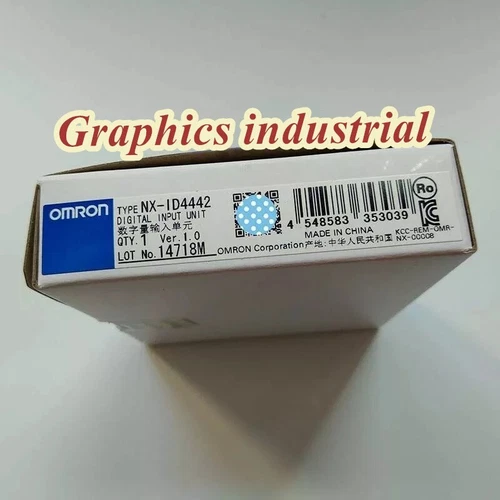 Graphics industrial
OMRON
TYPE NX-ID4442
DIGITAL INPUT UNIT
数字量输入单元
QTY. 1 Ver.1.0
LOT No. 14718M
4 548583 353039
MADE IN CHINA
OMRON Corporation 产地: 中华人民共和国
Ro
KCC-REM-OMR-
NX-00008